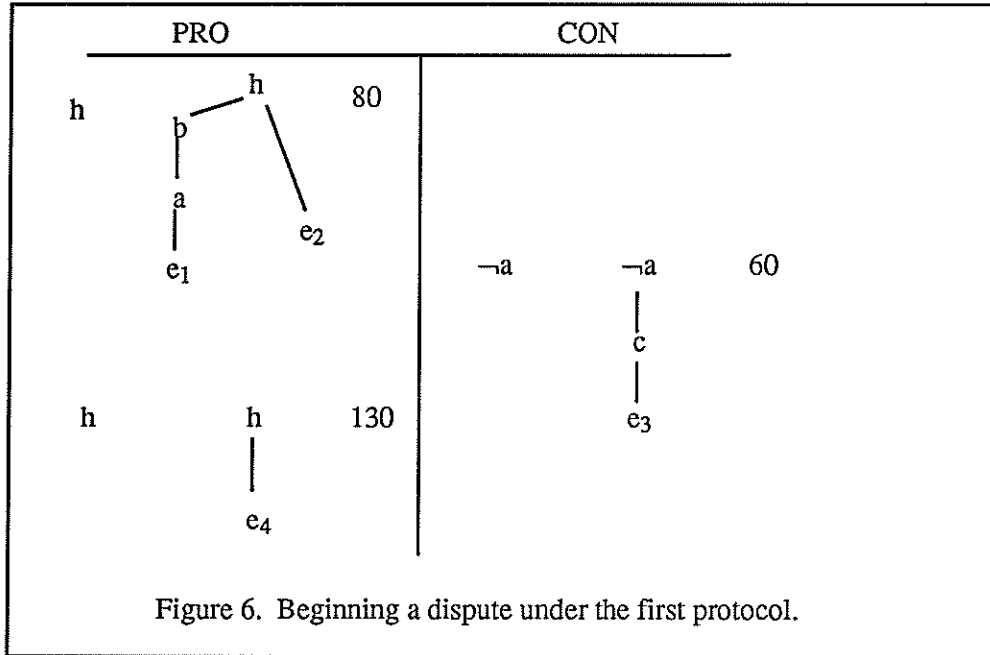 PRO CON
h h 80
b
a
e2
e1 ¬a ¬a 60
c
h h 130 e3
e4
Figure 6. Beginning a dispute under the first protocol.